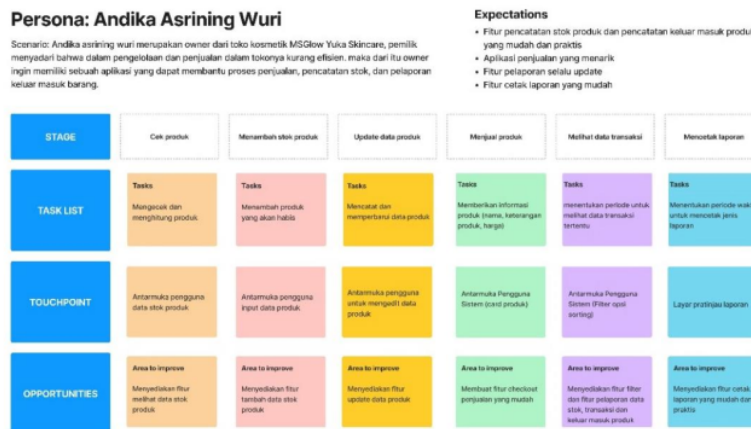 Persona: Andika Asrining Wuri
Scenario: Andika asrining wuri merupakan owner dari toko kosmetik MSGlow Yuka Skincare, pemilik
menyadari bahwa dalam pengelolaan dan penjualan dalam tokonya kurang efisien. maka dari itu owner
ingin memiliki sebuah aplikasi yang dapat membantu proses penjualan, pencatatan stok, dan pelaporan
keluar masuk barang.
Expectations
• Fitur pencatatan stok produk dan pencatatan keluar masuk produk
yang mudah dan praktis
• Aplikasi penjualan yang menarik
• Fitur pelaporan selalu update
• Fitur cetak laporan yang mudah
STAGE
Cek produk
Menambah stok produk
Update data produk
Menjual produk
Melihat data transaksi
Mencetak laporan
TASK LIST
Tasks
Mengecek dan
menghitung produk
Tasks
Menambah produk
yang akan habis
Tasks
Mencatat dan
memperbarui data produk
Tasks
Memberikan informasi
produk (nama, keterangan
produk, harga)
Tasks
menentukan periode untuk
melihat data transaksi
tertentu
Tasks
Menentukan periode wakt
untuk mencetak jenis
laporan
TOUCHPOINT
Antarmuka pengguna
data stok produk
Antarmuka pengguna
input data produk
Antarmuka pengguna
untuk mengedit data
produk
Antarmuka Pengguna
Sistem (card produk)
Antarmuka Pengguna
Sistem (Filter opsi
sorting)
Layar pratinjau laporan
OPPORTUNITIES
Area to improve
Menyediakan fitur
melihat data stok
produk
Area to improve
Menyediakan fitur
tambah data stok
produk
Area to improve
Menyediakan fitur
update data produk
Area to improve
Membuat fitur checkout
penjualan yang mudah
Area to improve
Menyediakan fitur filter
dan fitur pelaporan data
stok, transaksi dan
keluar masuk produk
Area to improve
Menyediakan fitur cetak
laporan yang mudah dan
praktis